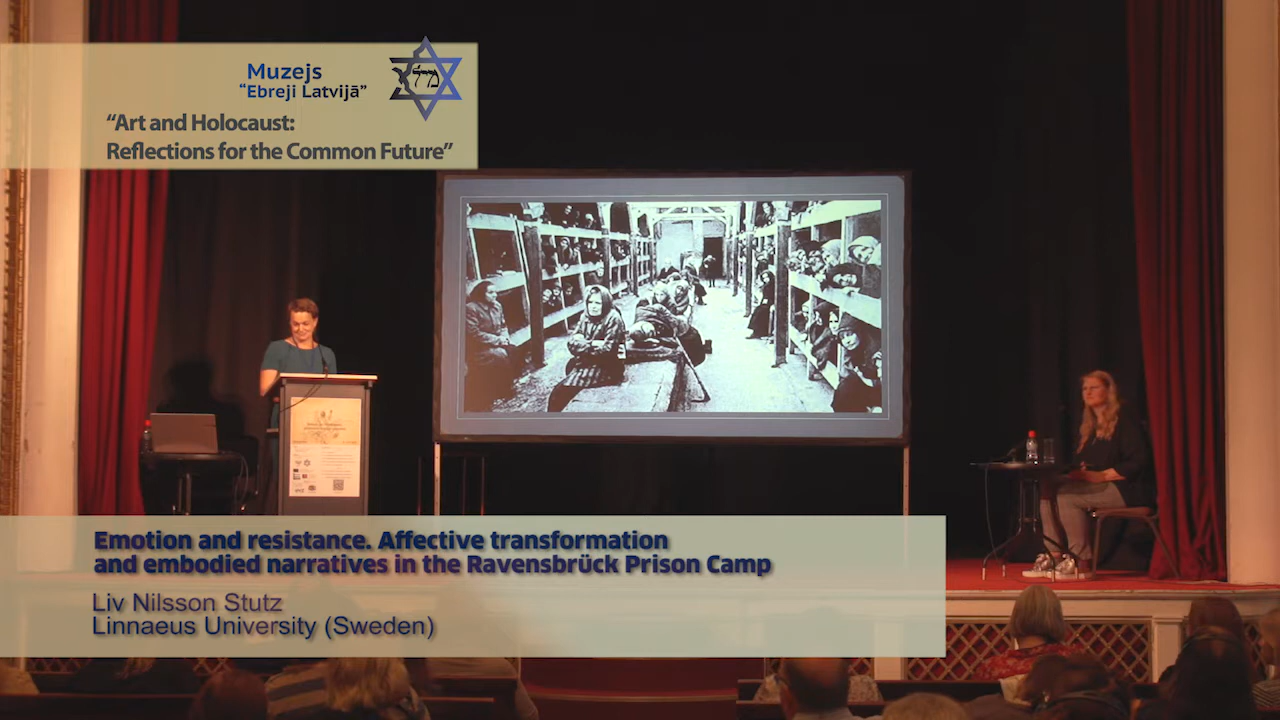 Muzejs
“Ebreji Latvijā”
“Art and Holocaust:
Reflections for the Common Future”
Emotion and resistance. Affective transformation
and embodied narratives in the Ravensbrück Prison Camp
Liv Nilsson Stutz
Linnaeus University (Sweden)